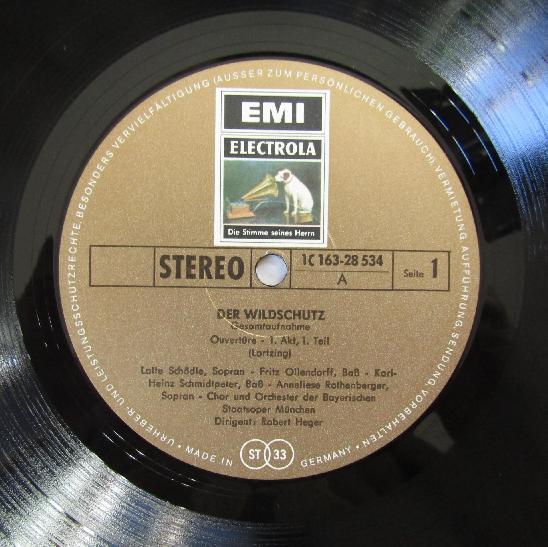 URHEBER- UND LEISTUNGSSCHUTZRECHTE, BESONDERS VERVIELFÄLTIGUNG (AUSSER ZUM PERSÖNLICHEN GEBRAUCH), VERMIETUNG, AUFFÜHRUNG, SENDUNG, VORBEHALTEN •
EMI
ELECTROLA
Die Stimme seines Herrn
STEREO
1C 163-28 534
A
Seite 1
DER WILDSCHUTZ
Gesamtaufnahme
Ouvertüre - 1. Akt, 1. Teil
(Lortzing)
Lotte Schädle, Sopran - Fritz Ollendorff, Baß - Karl-
Heinz Schmidtpeter, Baß - Anneliese Rothenberger,
Sopran - Chor und Orchester der Bayerischen
Staatsoper München
Dirigent: Robert Heger
• MADE IN ST 33 GERMANY •